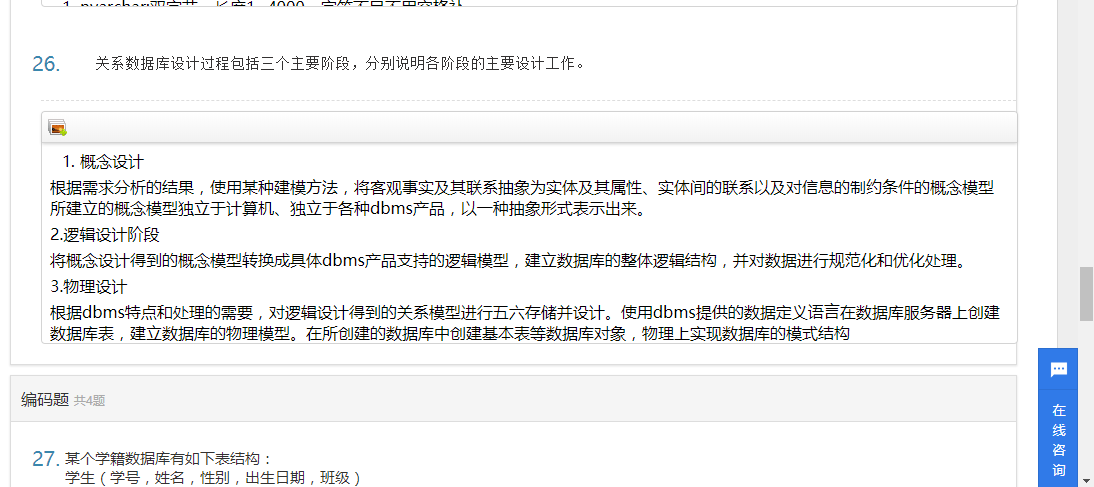 26. 关系数据库设计过程包括三个主要阶段，分别说明各阶段的主要设计工作。
1. 概念设计
根据需求分析的结果，使用某种建模方法，将客观事实及其联系抽象为实体及其属性、实体间的联系以及对信息的制约条件的概念模型
所建立的概念模型独立于计算机、独立于各种dbms产品，以一种抽象形式表示出来。
2.逻辑设计阶段
将概念设计得到的概念模型转换成具体dbms产品支持的逻辑模型，建立数据库的整体逻辑结构，并对数据进行规范化和优化处理。
3.物理设计
根据dbms特点和处理的需要，对逻辑设计得到的关系模型进行五六存储并设计。使用dbms提供的数据定义语言在数据库服务器上创建
数据库表，建立数据库的物理模型。在所创建的数据库中创建基本表等数据库对象，物理上实现数据库的模式结构
编码题 共4题
27. 某个学籍数据库有如下表结构：
学生（学号，姓名，性别，出生日期，班级）
在
线
咨
询